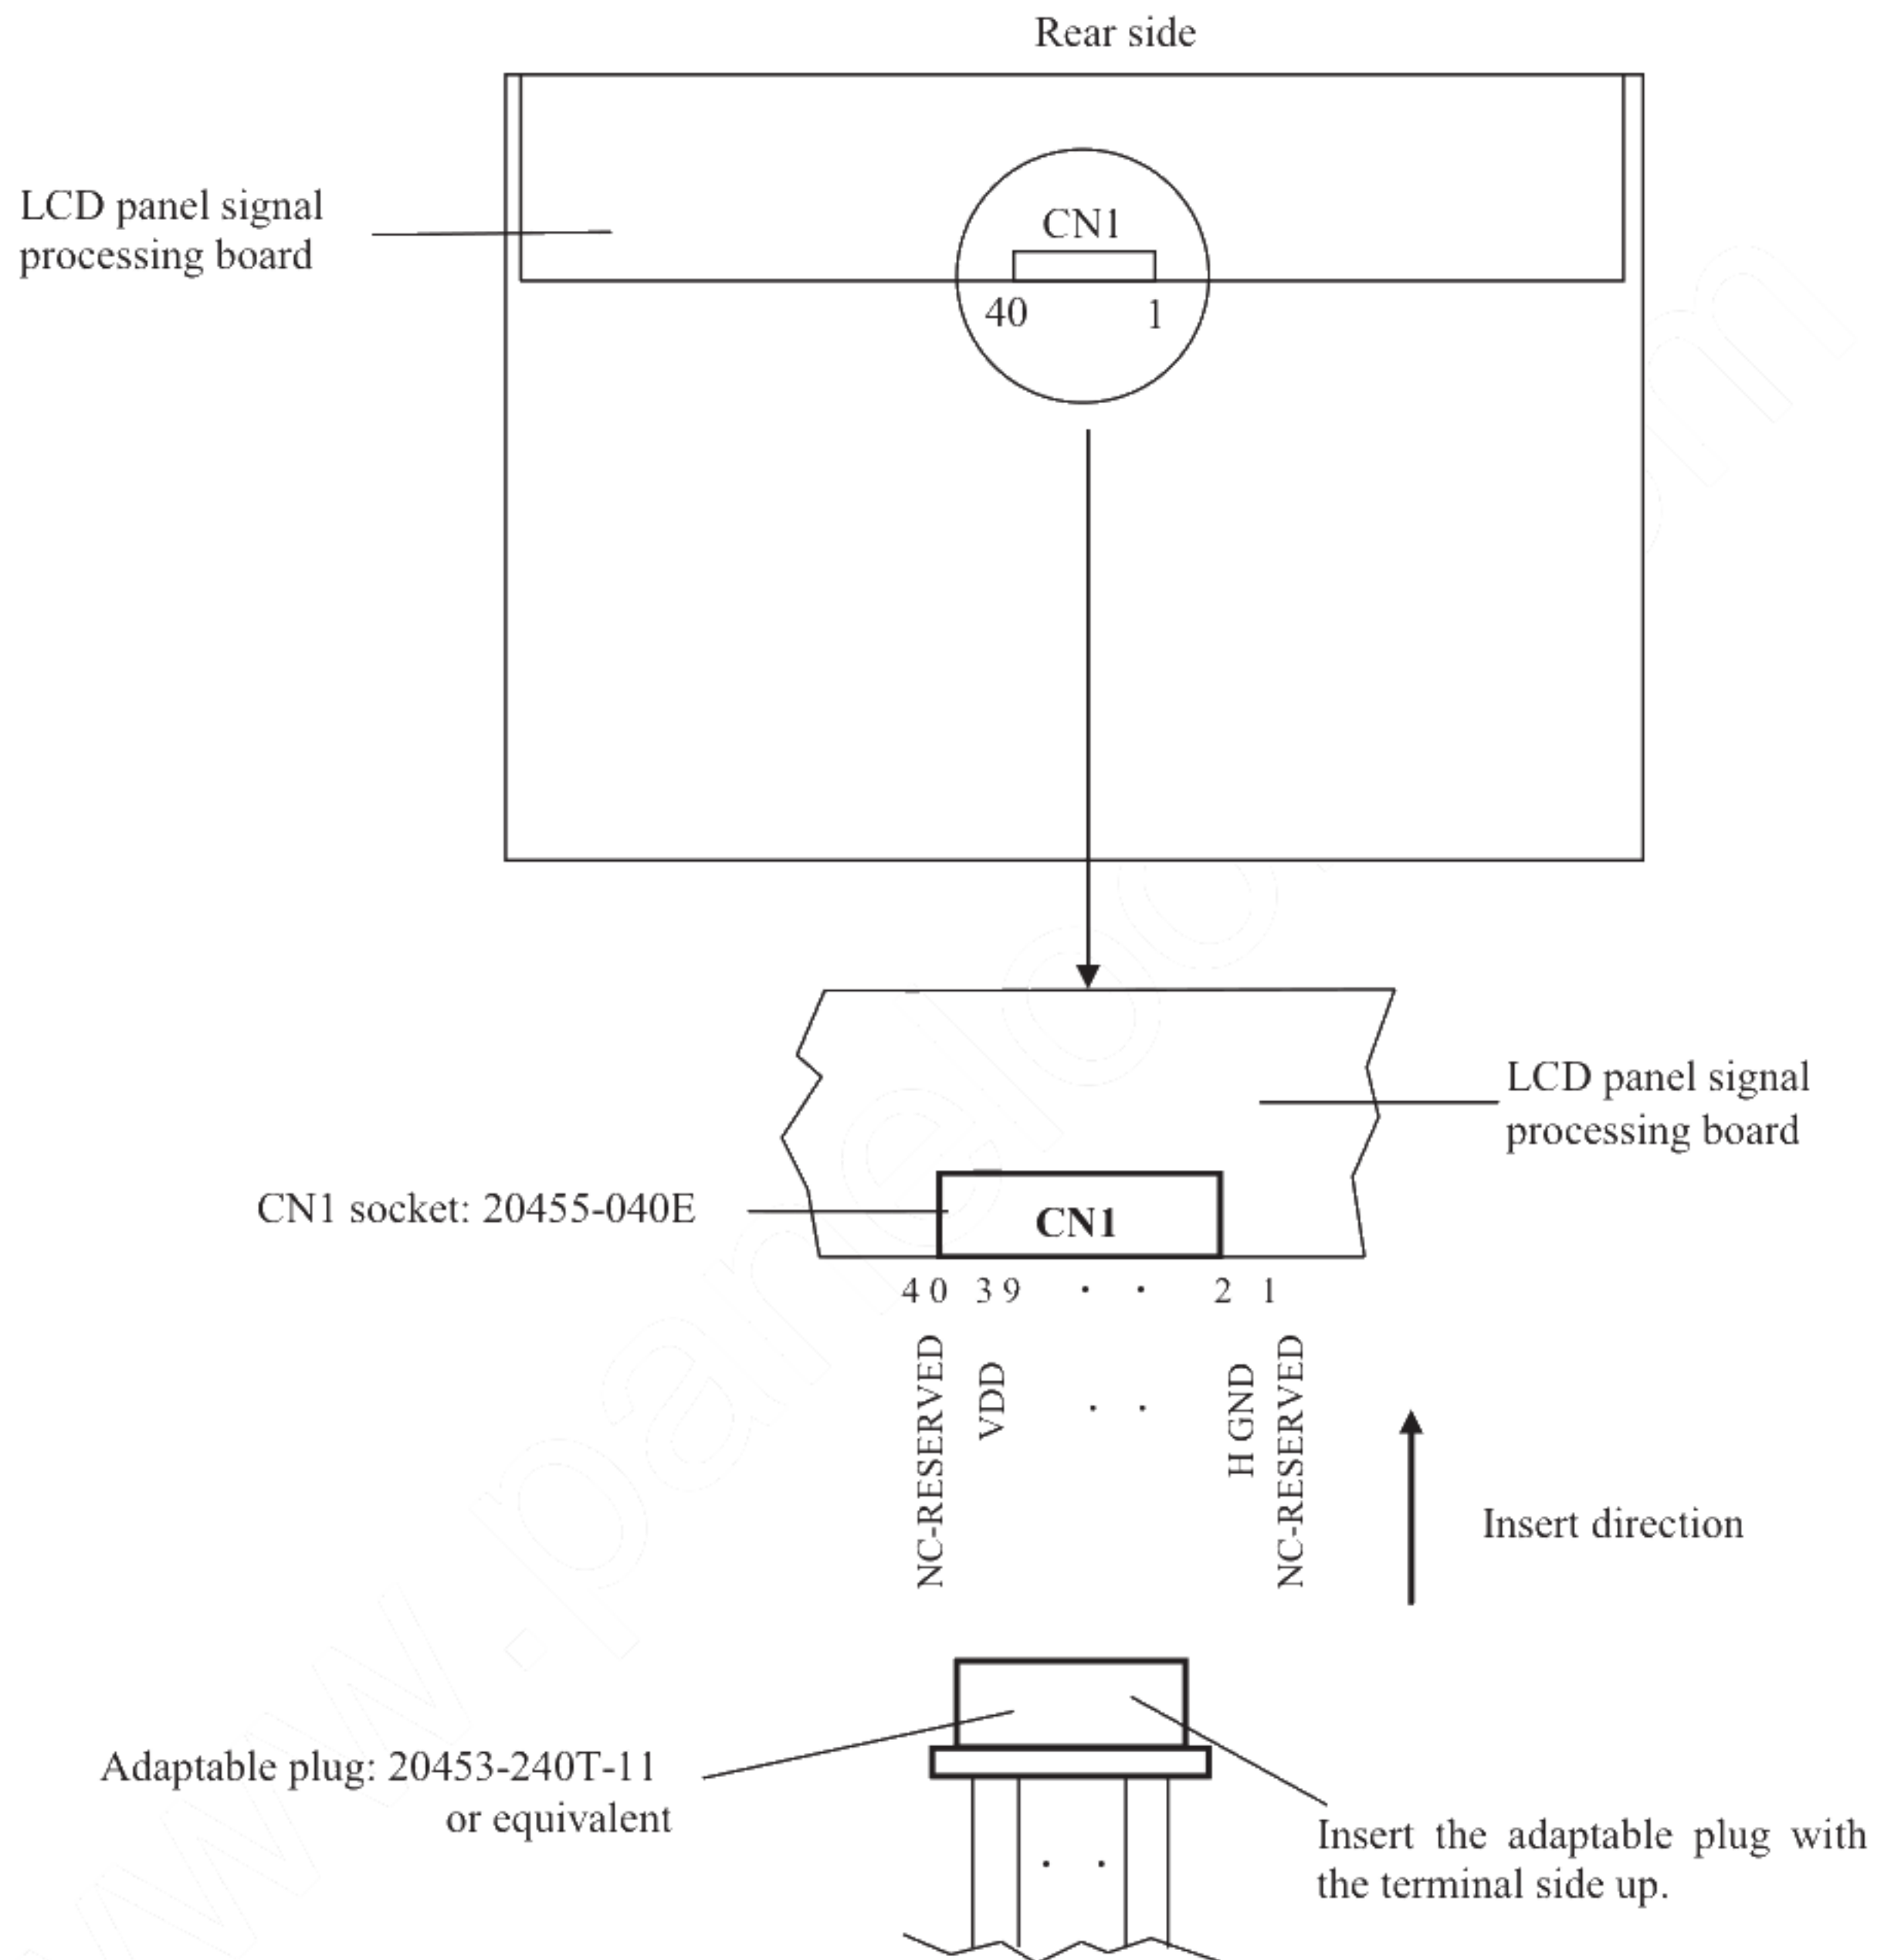 Rear side
LCD panel signal
processing board
CN1
40 1
LCD panel signal
processing board
CN1 socket: 20455-040E
CN1
40 39 · · 2 1
NC-RESERVED
VDD
· ·
H GND
NC-RESERVED
Insert direction
Adaptable plug: 20453-240T-11
or equivalent
Insert the adaptable plug with
the terminal side up.
· ·